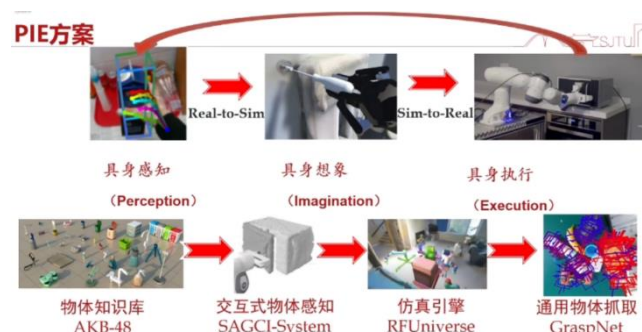 PIE方案
SJTU
Real-to-Sim
Sim-to-Real
具身感知
具身想象
具身执行
（Perception）
（Imagination）
（Execution）
物体知识库
交互式物体感知
仿真引擎
通用物体抓取
AKB-48
SAGCI-System
RFUniverse
GraspNet